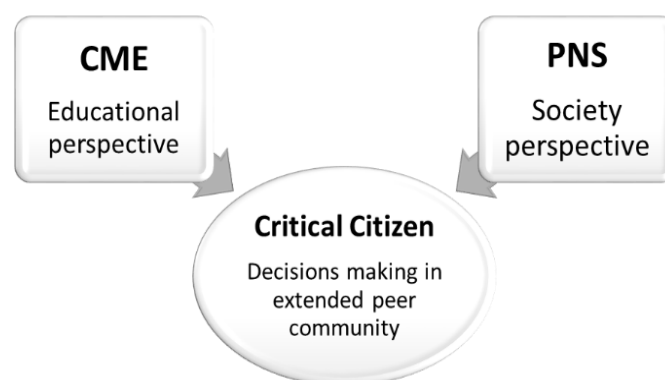 CME
Educational
perspective
PNS
Society
perspective
Critical Citizen
Decisions making in
extended peer
community